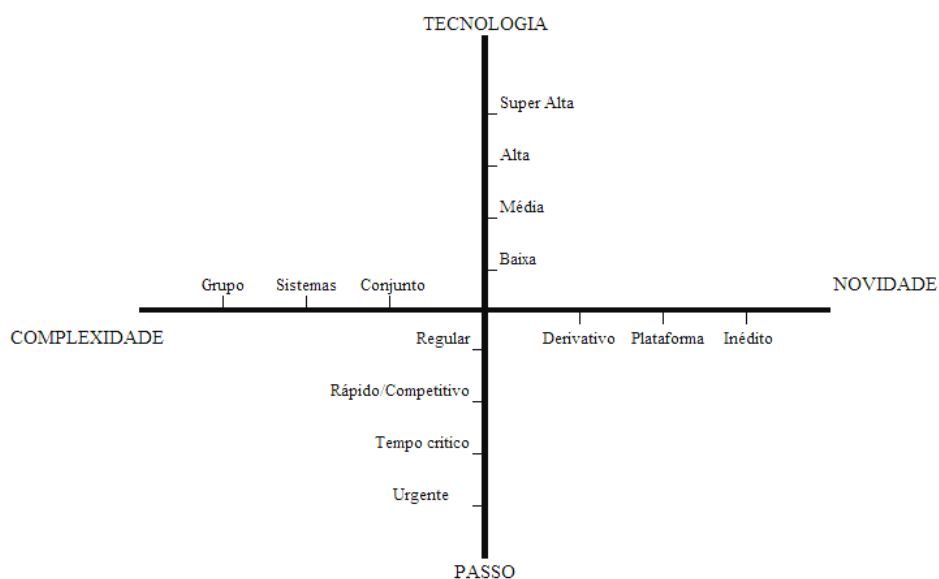 TECNOLOGIA
Super Alta
Alta
Média
Baixa
Grupo Sistemas Conjunto
NOVIDADE
COMPLEXIDADE
Regular
Derivativo Plataforma Inédito
Rápido/Competitivo
Tempo critico
Urgente
PASSO